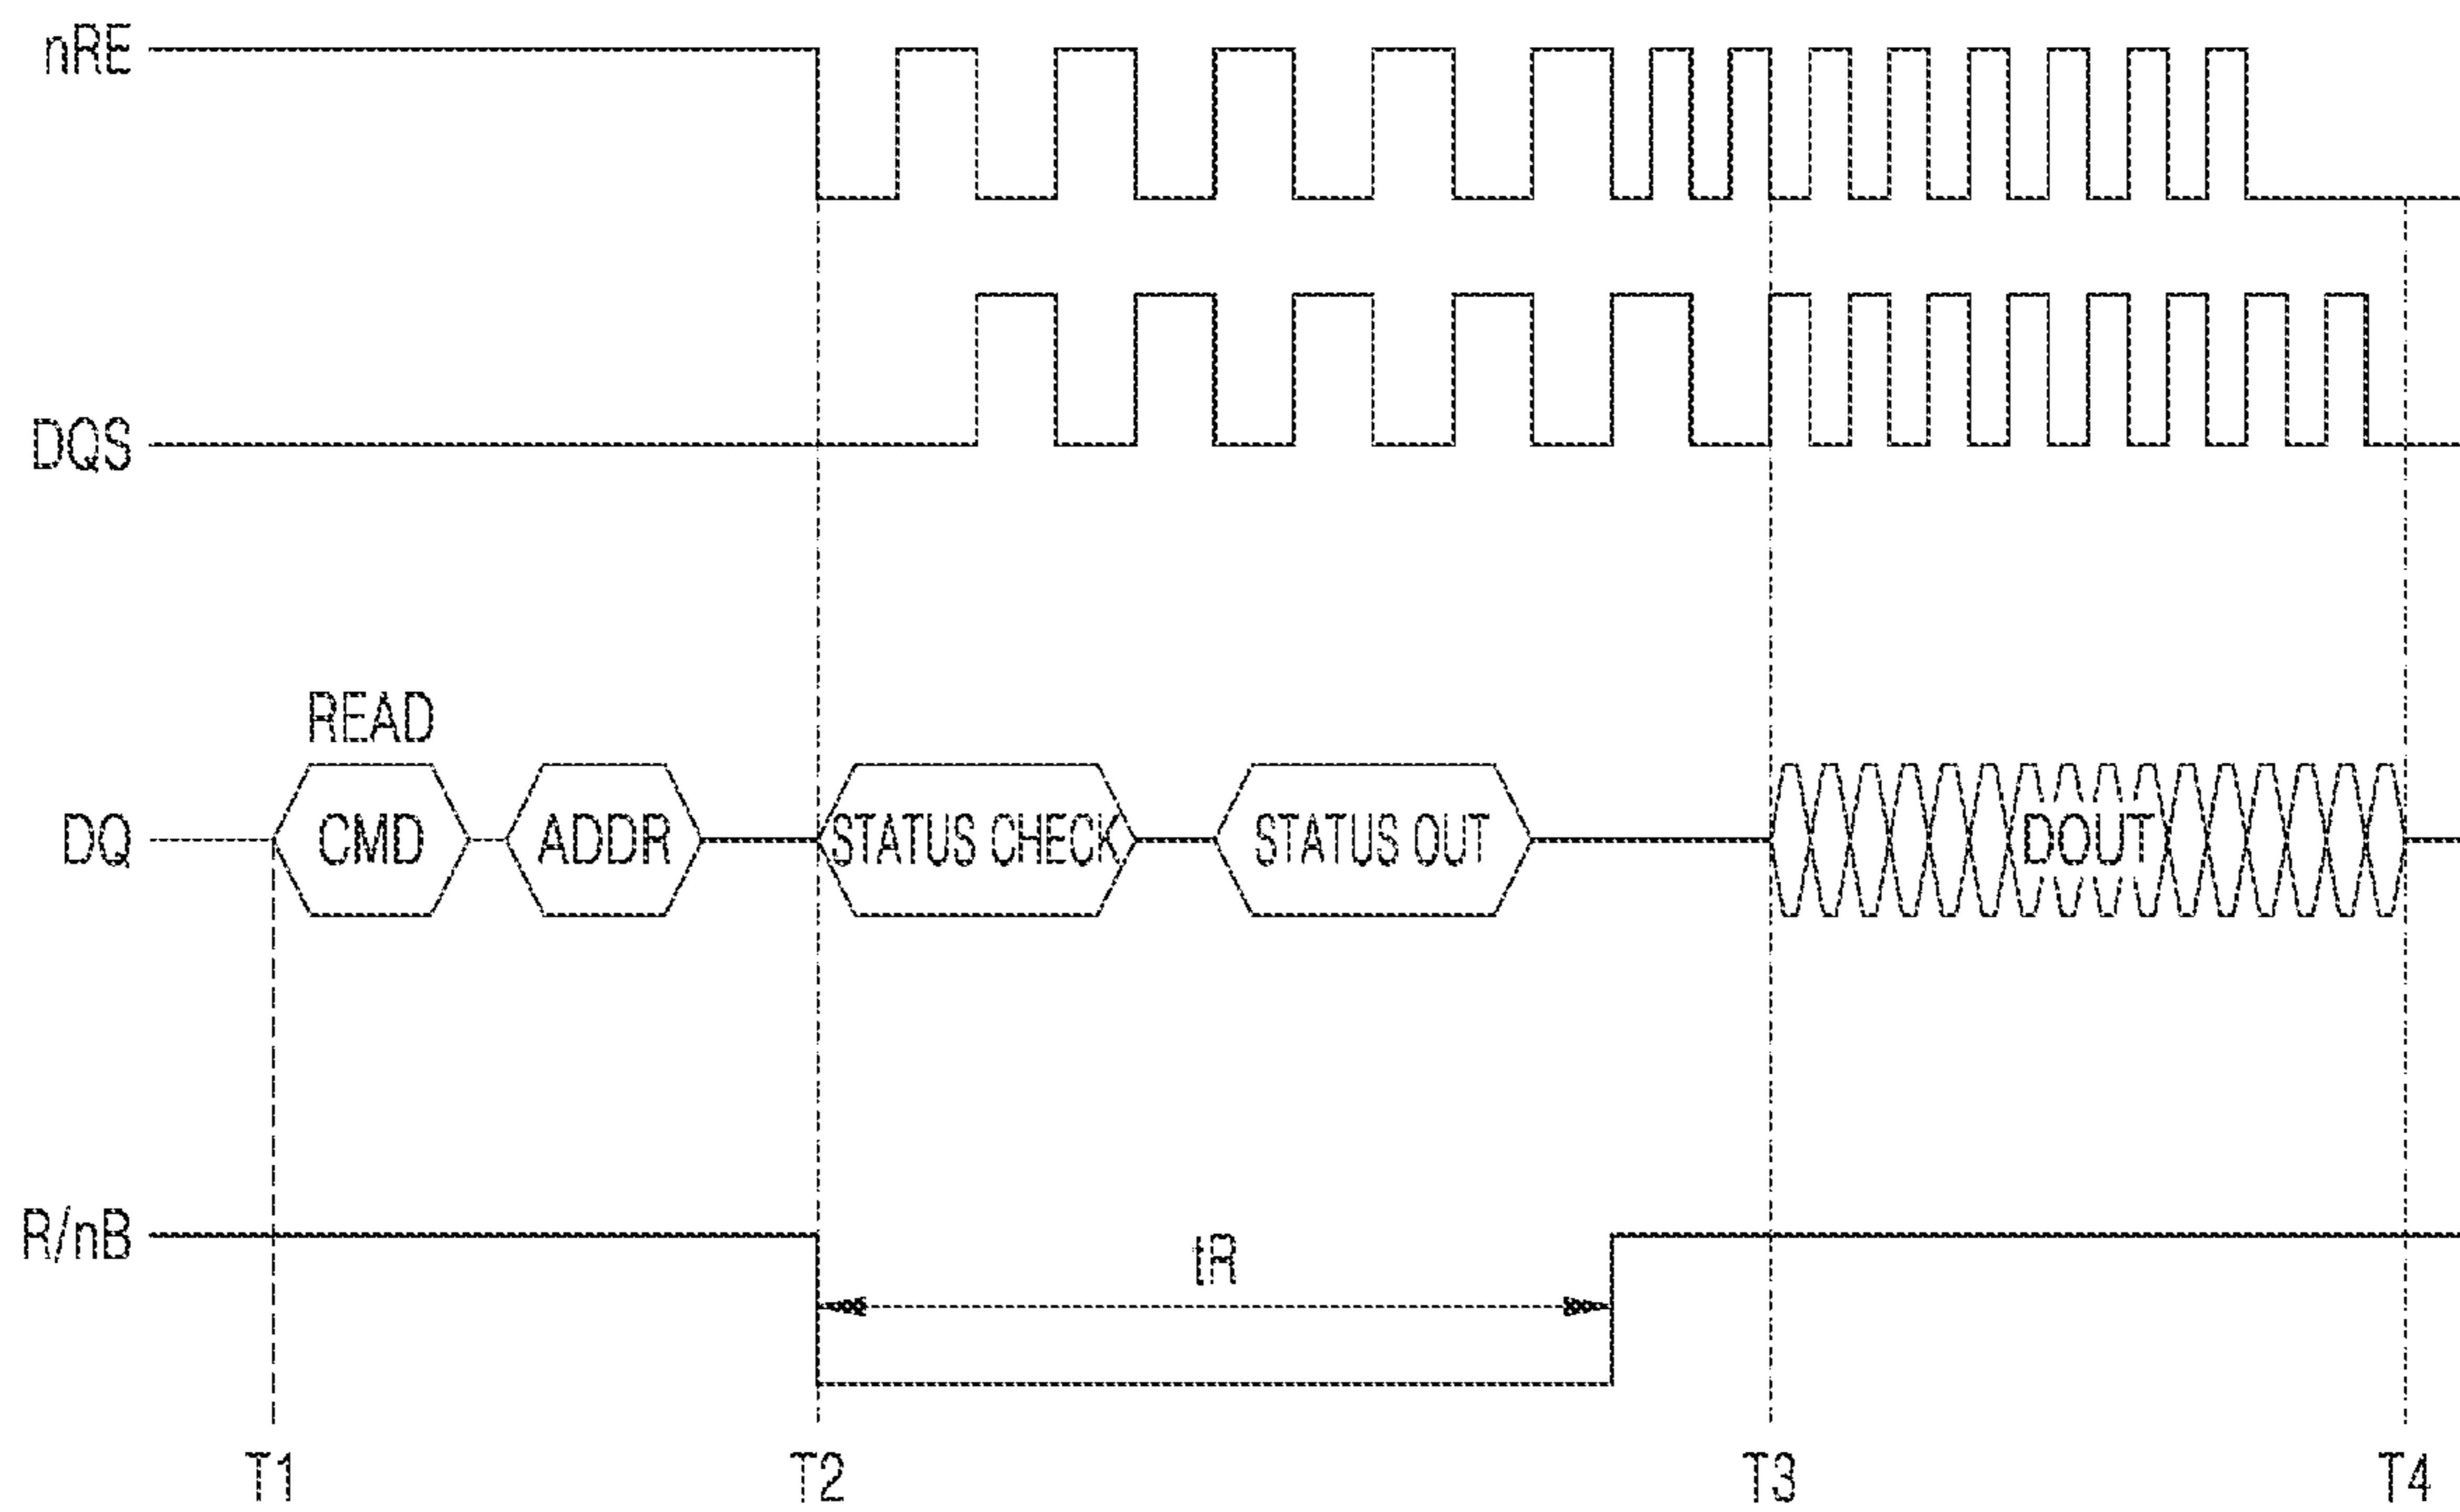 nRE
DQS
READ
DQ CMD ADDR STATUS CHECK STATUS OUT DOUT
R/nB
tR
T1 T2 T3 T4